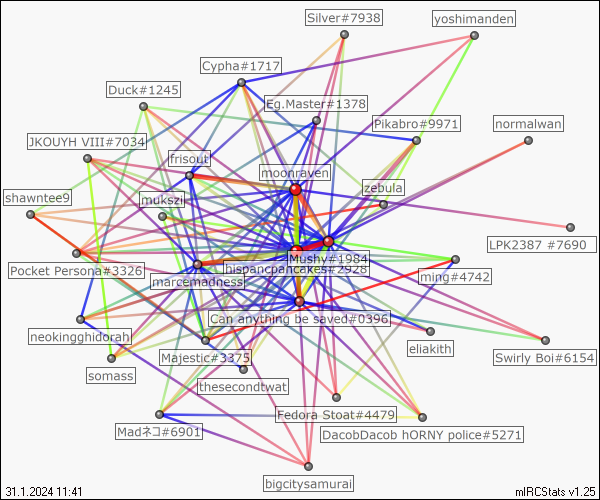 Silver#7938
yoshimanden
Cypha#1717
Duck#1245
Eg.Master#1378
Pikabro#9971
normalwan
JKOUYH VIII#7034
frisout
moonraven
zebula
shawntee9
mukszi
LPK2387 #7690
Mushy#1984
Pocket Persona#3326
hispancpancakes#2928
ming#4742
marcemadness
Can anything be saved#0396
neokingghidorah
eliakith
Majestic#3375
Swirly Boi#6154
somass
thesecondtwat
Fedora Stoat#4479
Madネコ#6901
DacobDacob hORNY police#5271
bigcitysamurai
31.1.2024 11:41
mIRCStats v1.25